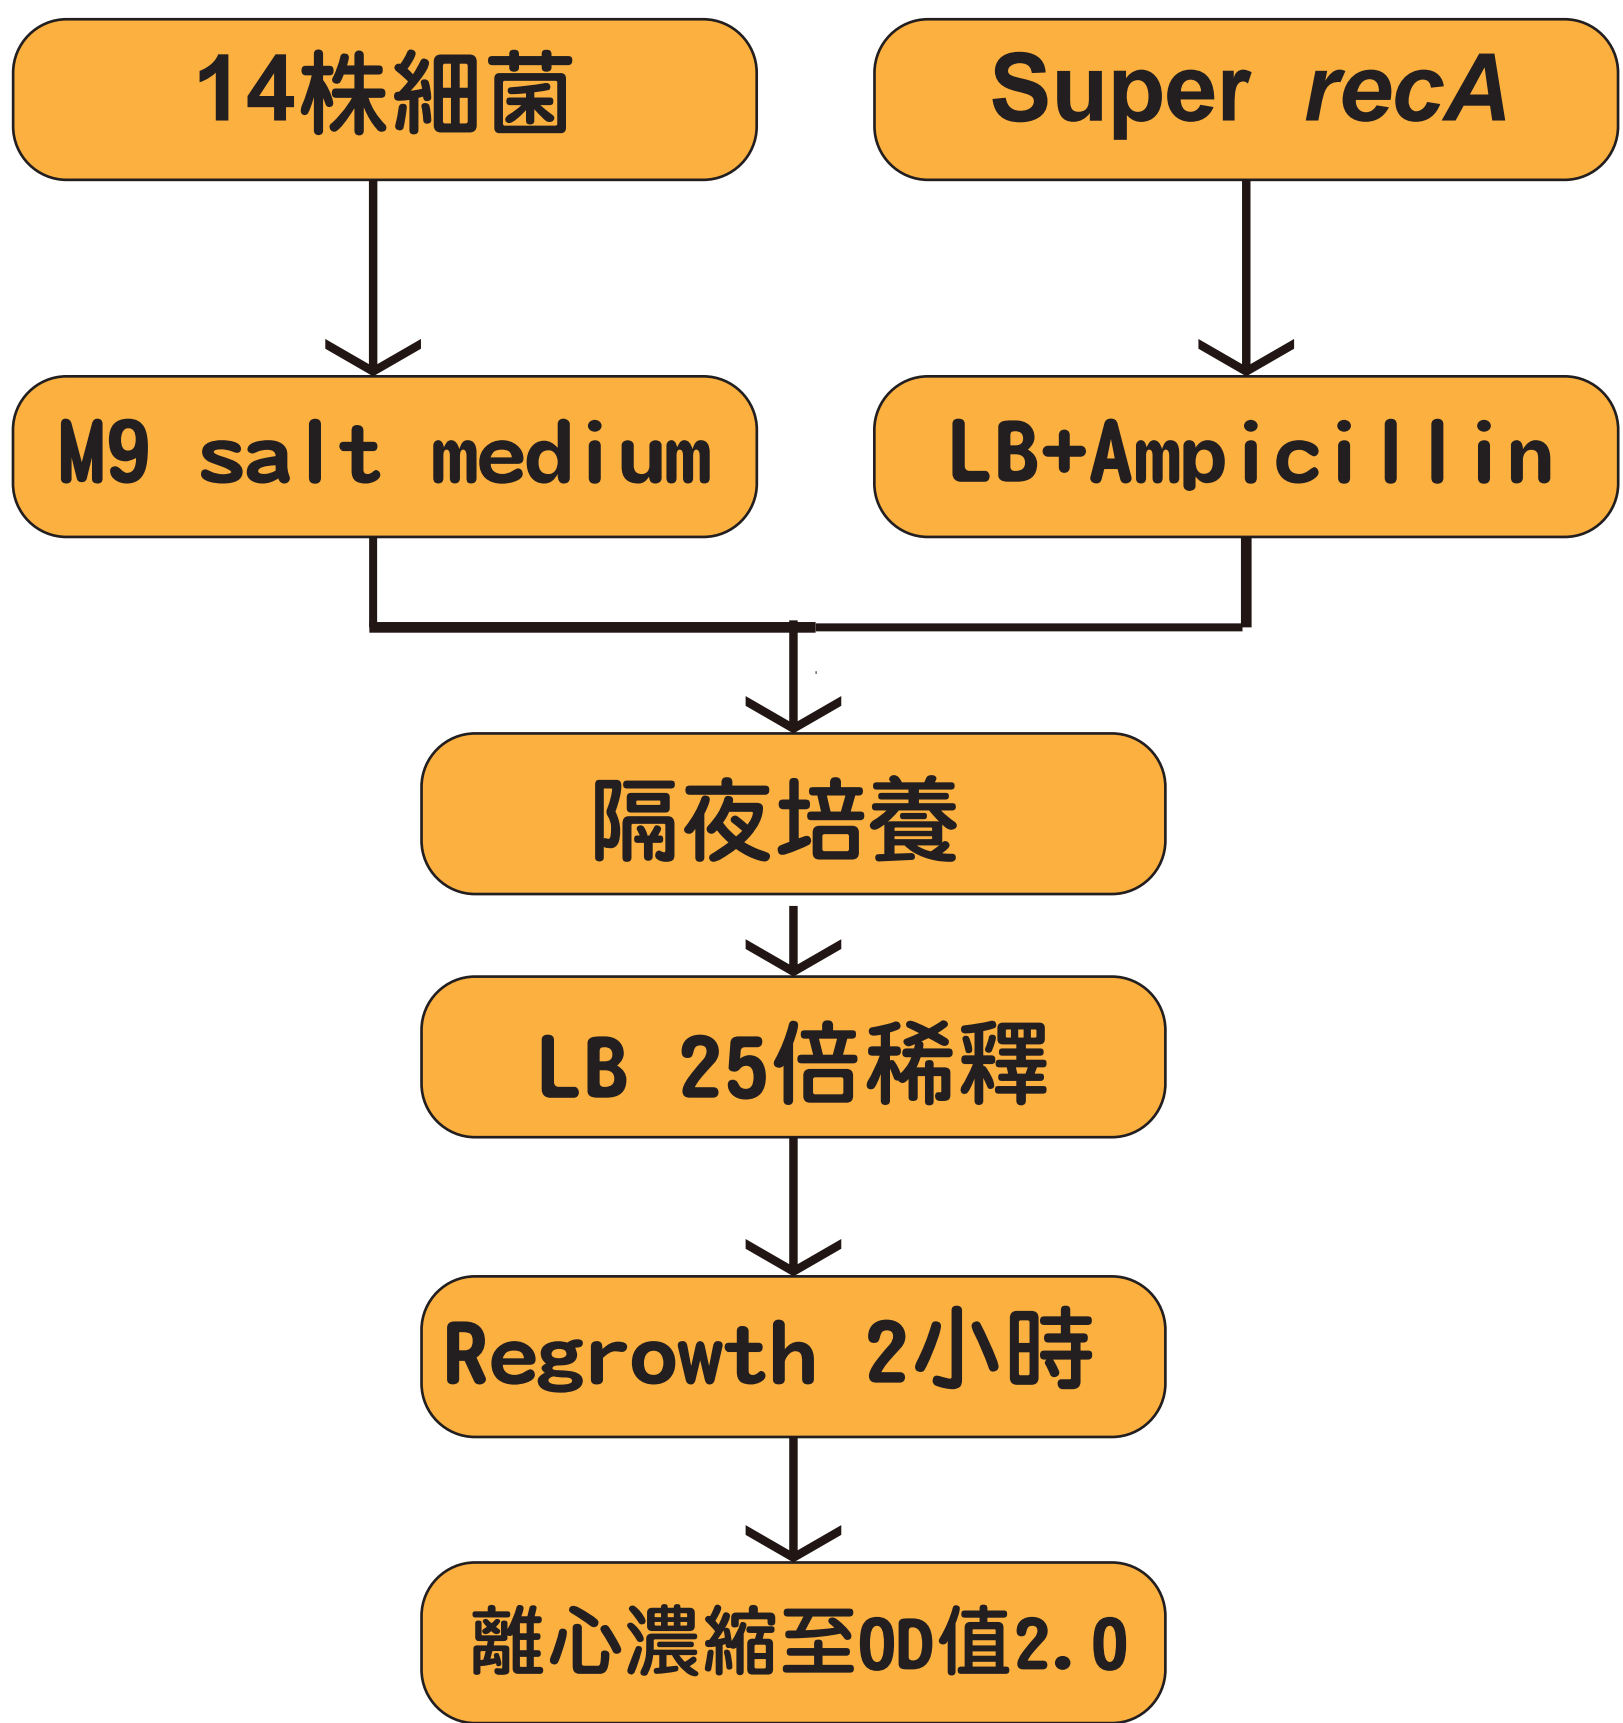 14株細菌
Super recA
M9 salt medium
LB+Ampicillin
隔夜培養
LB 25倍稀釋
Regrowth 2小時
離心濃縮至OD值2.0